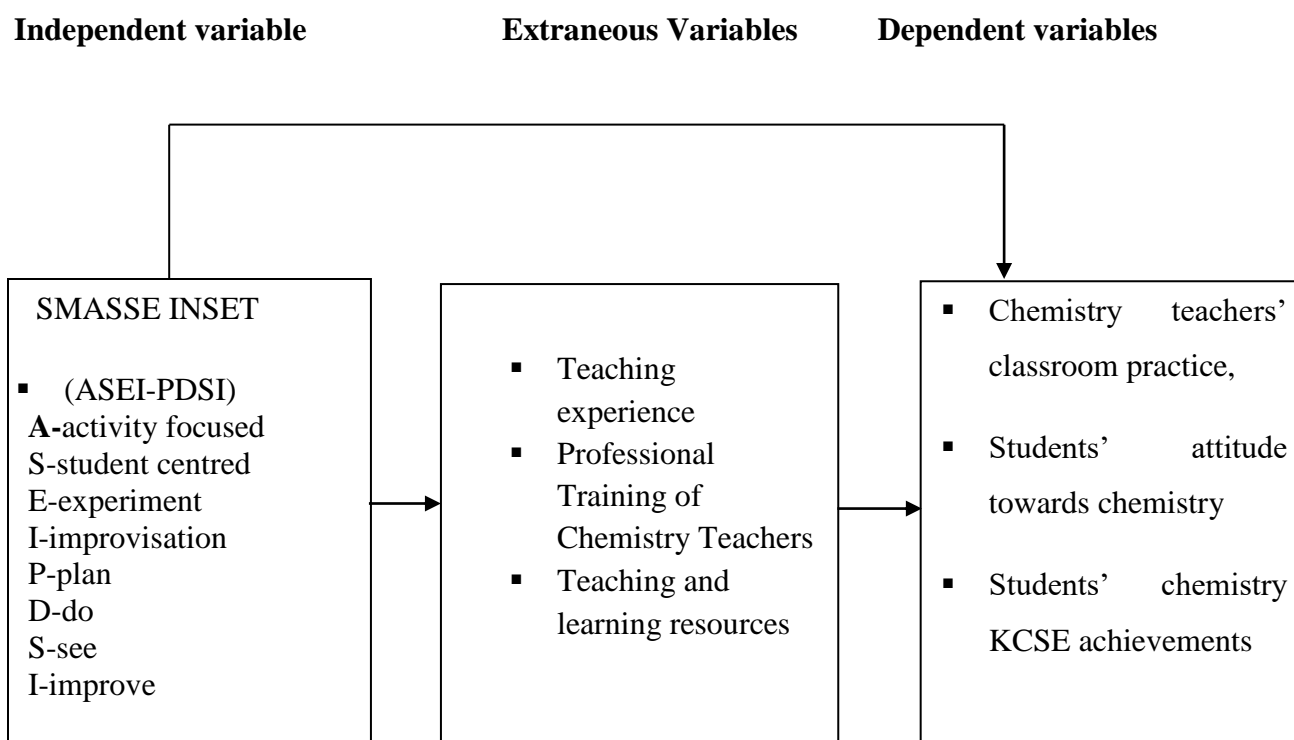 Independent variable
Extraneous Variables
Dependent variables
SMASSE INSET
▪ (ASEI-PDSI)
A-activity focused
S-student centred
E-experiment
I-improvisation
P-plan
D-do
S-see
I-improve
▪ Teaching
experience
▪ Professional
Training of
Chemistry Teachers
▪ Teaching and
learning resources
▪ Chemistry teachers’
classroom practice,
▪ Students’ attitude
towards chemistry
▪ Students’ chemistry
KCSE achievements